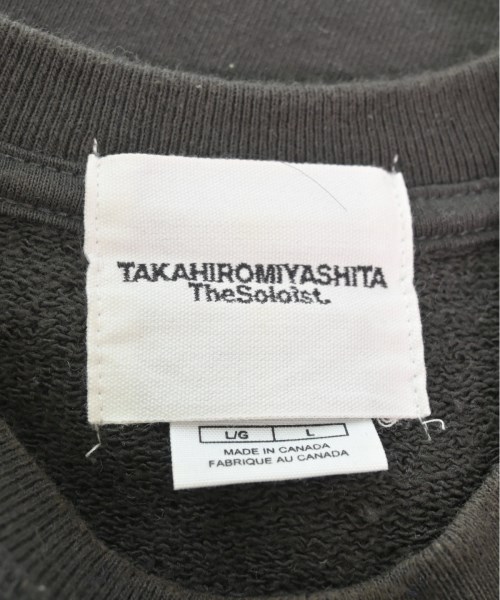 TAKAHIROMIYASHITA
TheSoloist.
L/G L
MADE IN CANADA
FABRIQUE AU CANADA